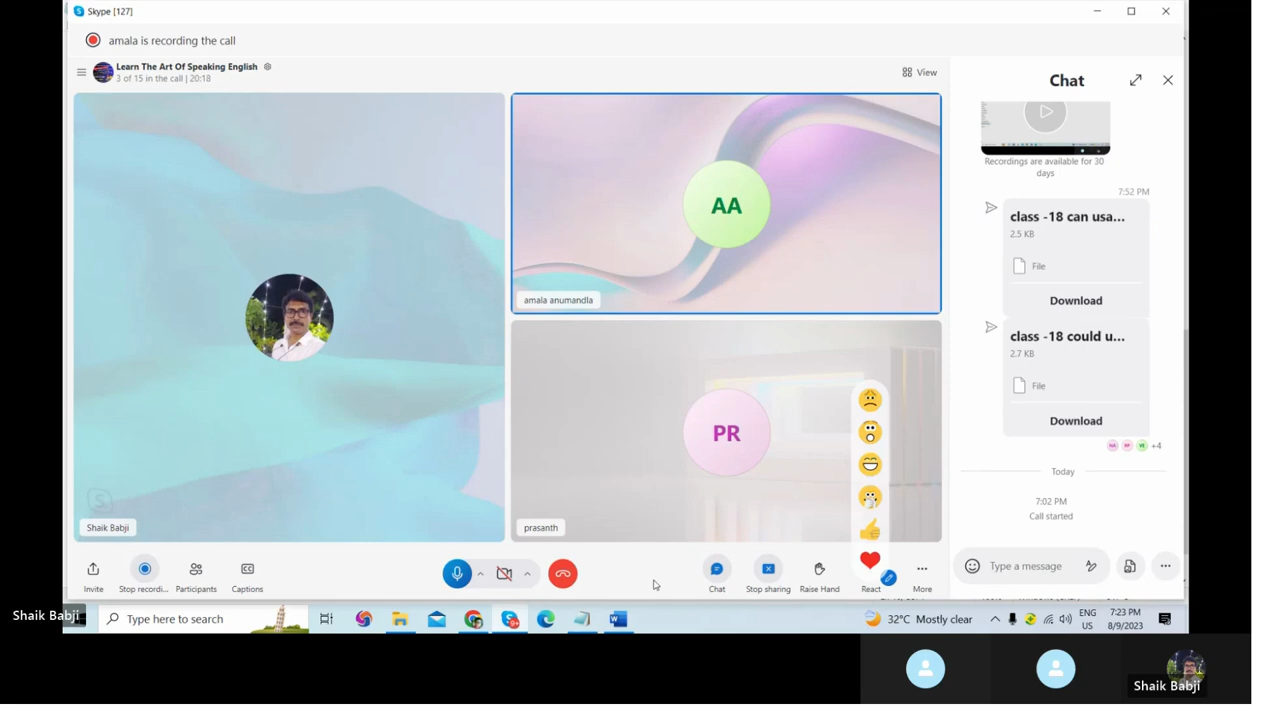 Skype [127]
amala is recording the call
Learn The Art Of Speaking English
3 of 15 in the call | 20:18
View
AA
amala anumandla
Shaik Babji
PR
prasanth
Invite
Stop recordi...
Participants
Captions
Chat
Stop sharing
Raise Hand
React
More
Chat
Recordings are available for 30
days
7:52 PM
class -18 can usa...
2.5 KB
File
Download
class -18 could u...
2.7 KB
File
Download
+4
Today
7:02 PM
Call started
Type a message
Shaik Babji
Type here to search
32°C Mostly clear
ENG
US
7:23 PM
8/9/2023
Shaik Babji